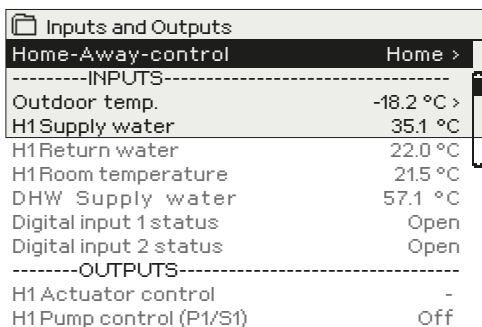 Inputs and Outputs
Home-Away-control Home >
---------INPUTS--------------------------------
Outdoor temp. -18.2 °C >
H1 Supply water 35.1 °C
H1 Return water 22.0 °C
H1 Room temperature 21.5 °C
DHW Supply water 57.1 °C
Digital input 1 status Open
Digital input 2 status Open
--------OUTPUTS-------------------------------
H1 Actuator control -
H1 Pump control (P1/S1) Off